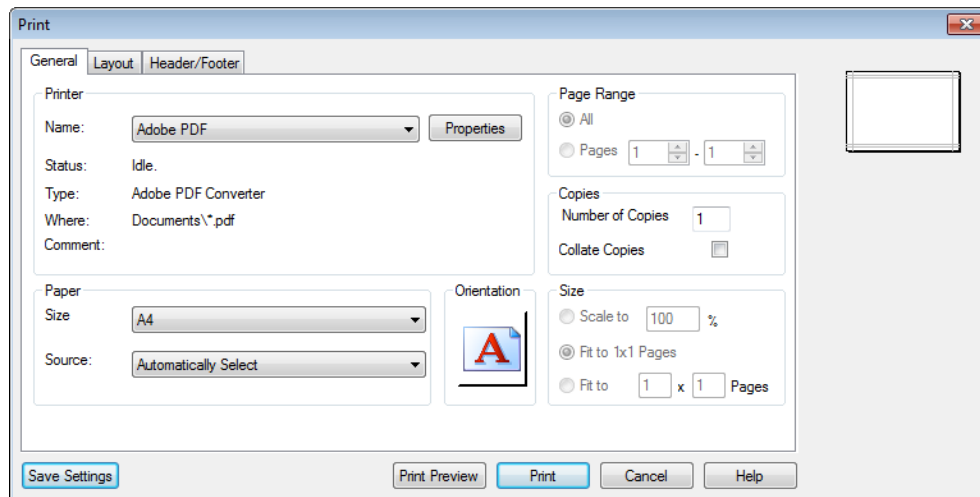 Print
General Layout Header/Footer
Printer
Name: Adobe PDF Properties
Status: Idle.
Type: Adobe PDF Converter
Where: Documents\*.pdf
Comment:
Page Range
All
Pages 1 - 1
Copies
Number of Copies 1
Collate Copies
Paper
Size A4
Source: Automatically Select
Orientation
A
Size
Scale to 100 %
Fit to 1x1 Pages
Fit to 1 x 1 Pages
Save Settings Print Preview Print Cancel Help